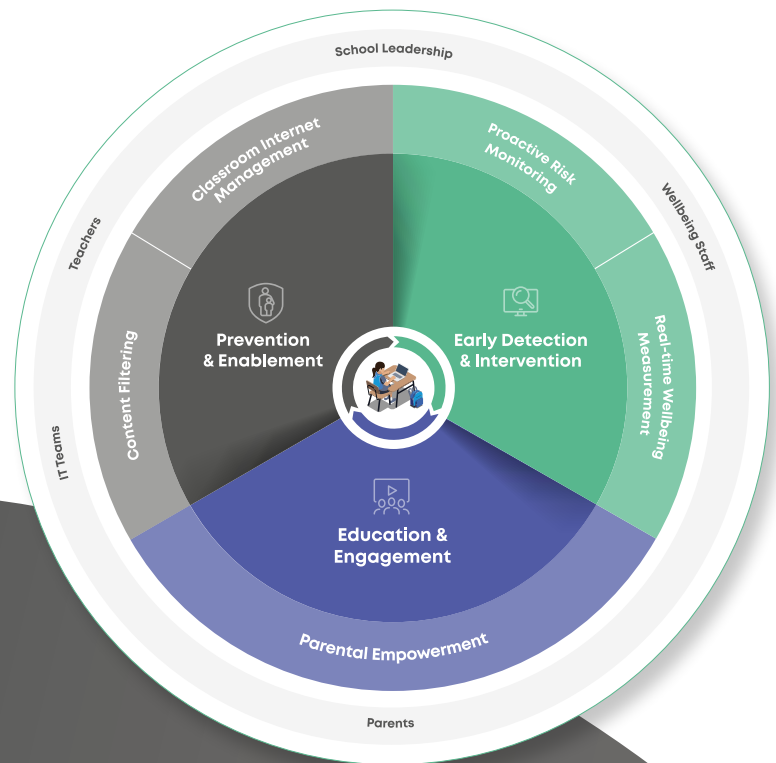 School Leadership
Classroom Internet
Management
Proactive Risk
Monitoring
Teachers
Wellbeing Staff
Prevention
& Enablement
Early Detection
& Intervention
Content Filtering
Real-time Wellbeing
Measurement
IT Teams
Education &
Engagement
Parental Empowerment
Parents